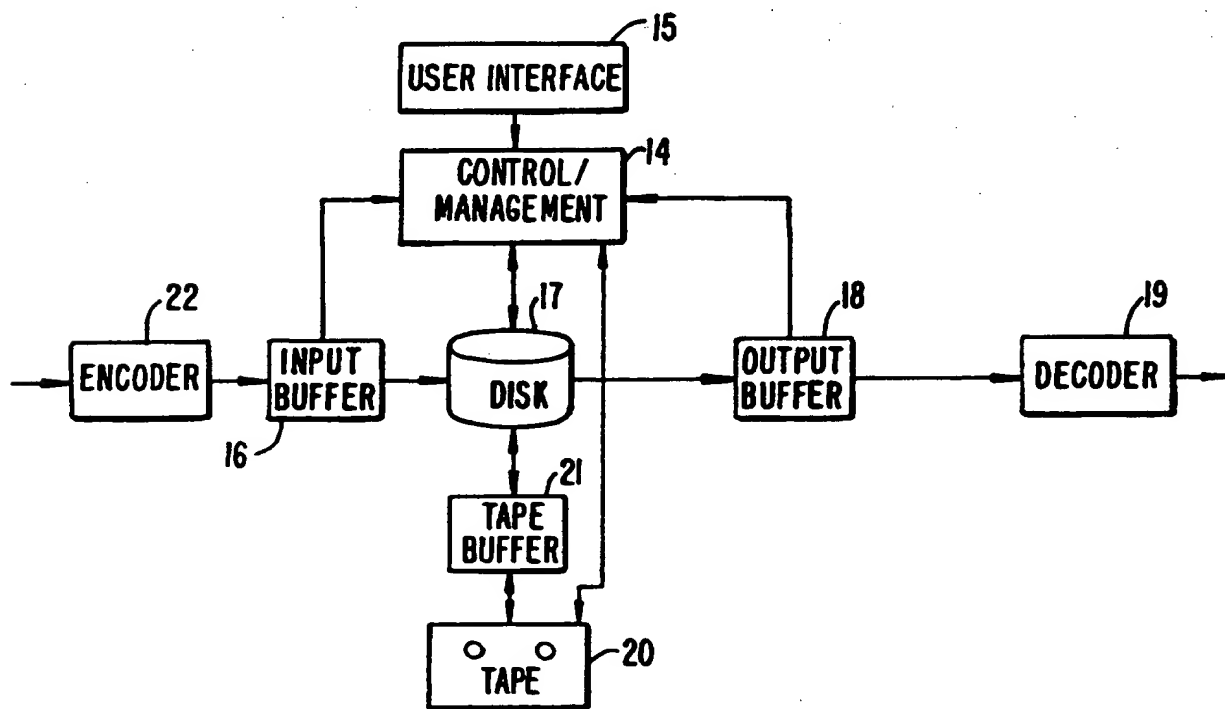 15
USER INTERFACE
14
CONTROL/
MANAGEMENT
22
ENCODER
INPUT
BUFFER
16
17
DISK
18
OUTPUT
BUFFER
19
DECODER
21
TAPE
BUFFER
TAPE
20